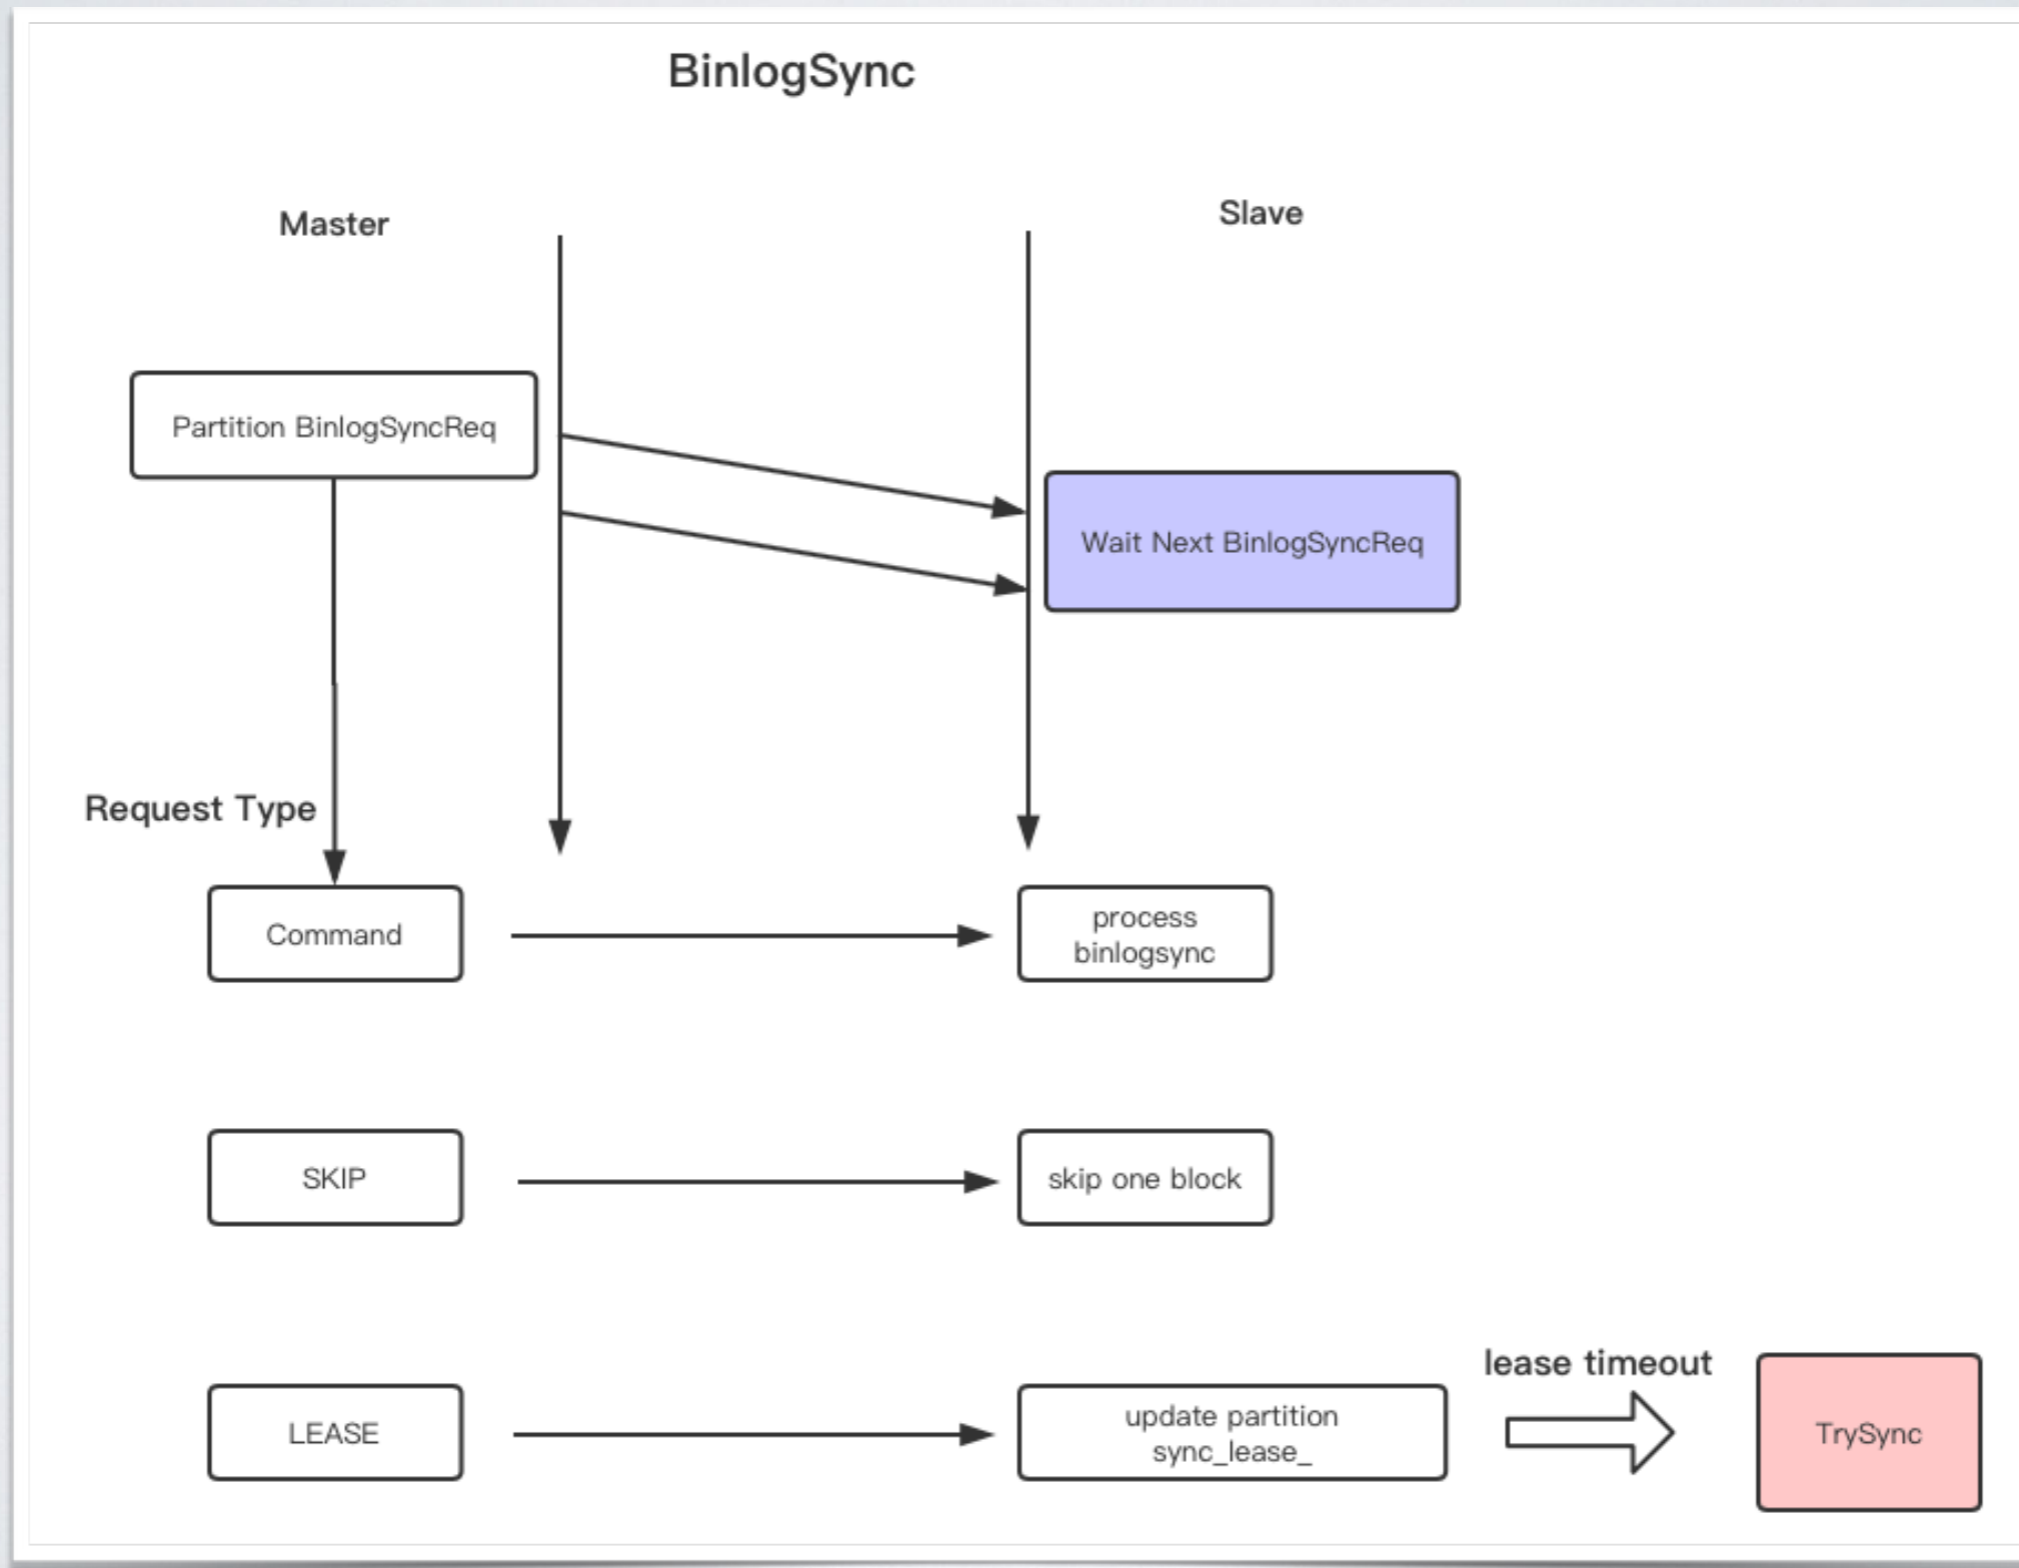 BinlogSync
Master
Slave
Partition BinlogSyncReq
Wait Next BinlogSyncReq
Request Type
Command
process
binlogsync
SKIP
skip one block
LEASE
update partition
sync_lease_
lease timeout
TrySync